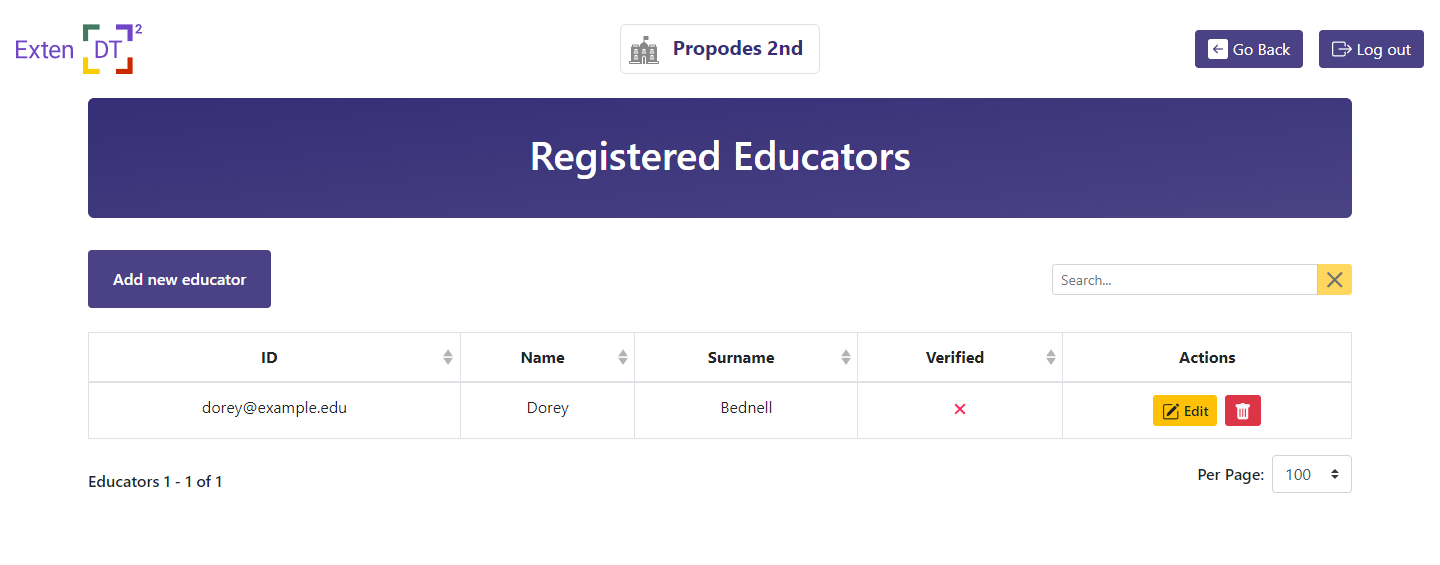 Exten DT 2
Propodes 2nd
Go Back
Log out
Registered Educators
Add new educator
Search...
ID Name Surname Verified Actions
dorey@example.edu Dorey Bednell Edit
Educators 1 - 1 of 1
Per Page: 100